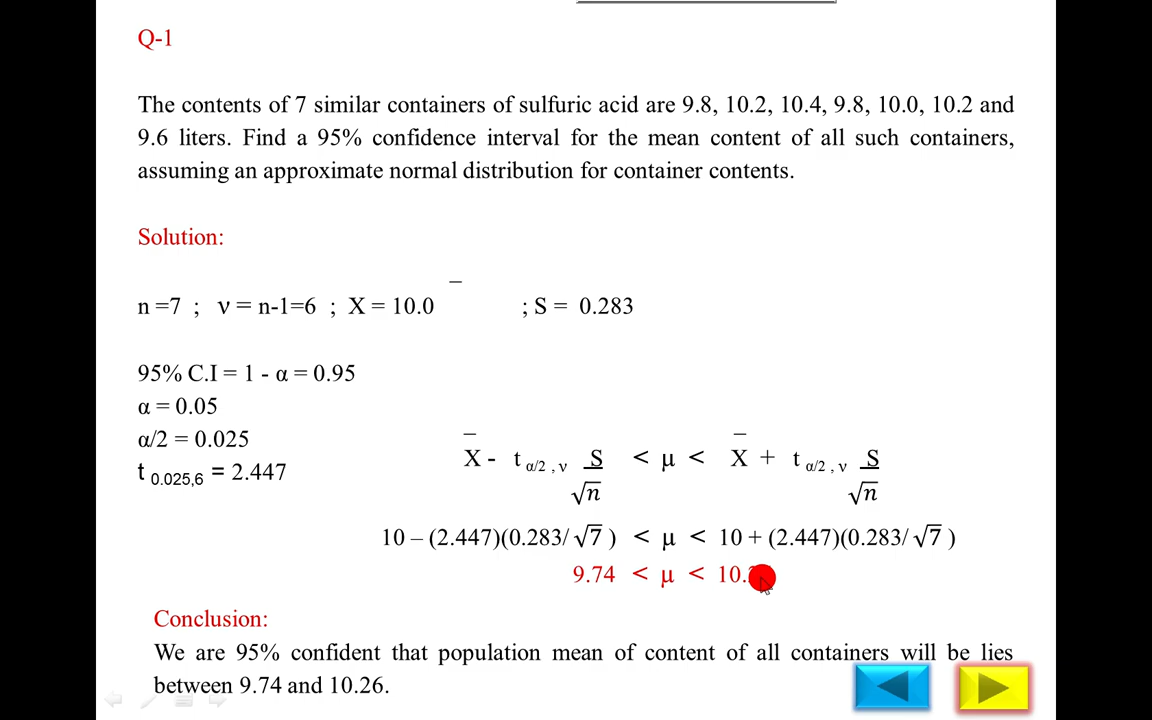 Q-1
The contents of 7 similar containers of sulfuric acid are 9.8, 10.2, 10.4, 9.8, 10.0, 10.2 and
9.6 liters. Find a 95% confidence interval for the mean content of all such containers,
assuming an approximate normal distribution for container contents.
Solution:
n =7 ; ν = n-1=6 ; X̄ = 10.0 ; S = 0.283
95% C.I = 1 - α = 0.95
α = 0.05
α/2 = 0.025
t 0.025,6 = 2.447
X̄ - t α/2 , ν S/√n < μ < X̄ + t α/2 , ν S/√n
10 – (2.447)(0.283/ √7 ) < μ < 10 + (2.447)(0.283/ √7 )
9.74 < μ < 10.
Conclusion:
We are 95% confident that population mean of content of all containers will be lies
between 9.74 and 10.26.